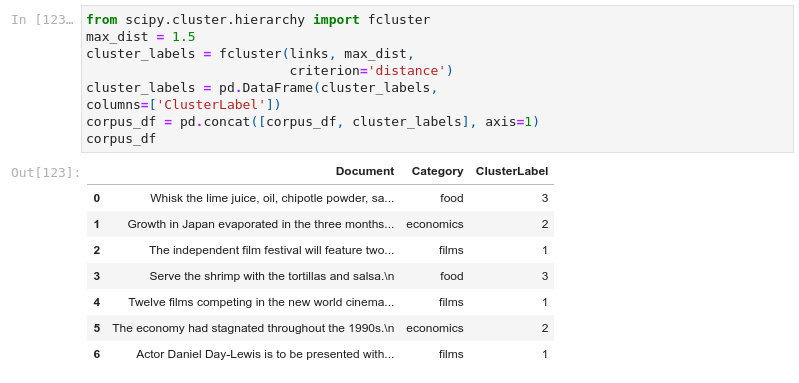 In [123… from scipy.cluster.hierarchy import fcluster
max_dist = 1.5
cluster_labels = fcluster(links, max_dist,
                          criterion='distance')
cluster_labels = pd.DataFrame(cluster_labels,
columns=['ClusterLabel'])
corpus_df = pd.concat([corpus_df, cluster_labels], axis=1)
corpus_df
Out[123]: Document Category ClusterLabel
0 Whisk the lime juice, oil, chipotle powder, sa... food 3
1 Growth in Japan evaporated in the three months... economics 2
2 The independent film festival will feature two... films 1
3 Serve the shrimp with the tortillas and salsa.\n food 3
4 Twelve films competing in the new world cinema... films 1
5 The economy had stagnated throughout the 1990s.\n economics 2
6 Actor Daniel Day-Lewis is to be presented with... films 1